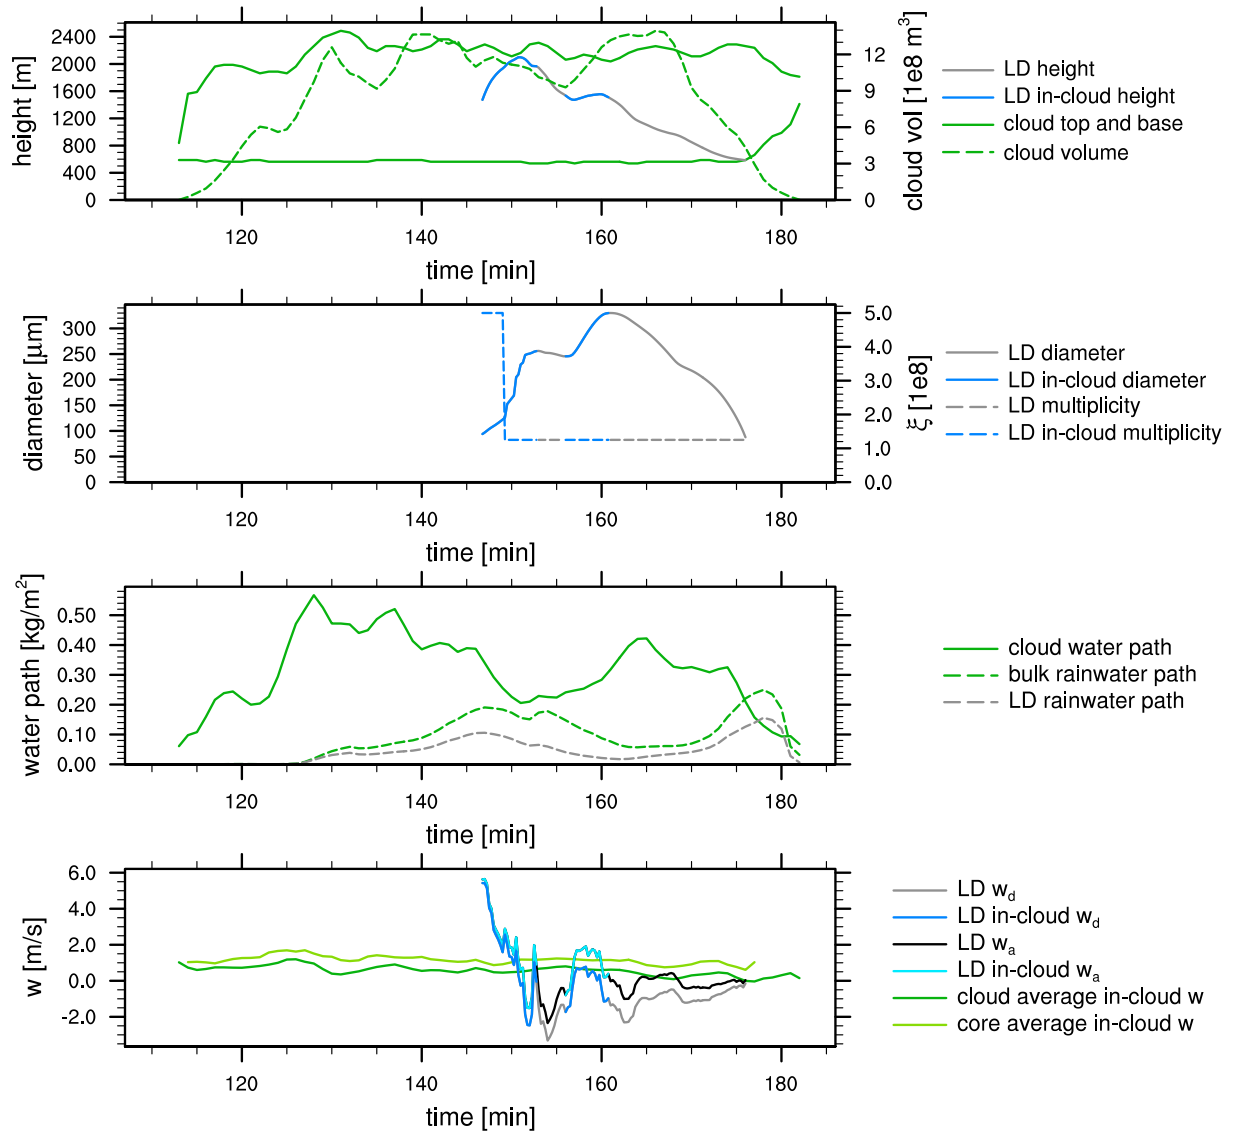 2400
2000
1600
1200
800
400
0
height [m]
12
9
6
3
0
cloud vol [1e8 m³]
120
140
160
180
time [min]
LD height
LD in-cloud height
cloud top and base
cloud volume
300
250
200
150
100
50
0
diameter [µm]
5.0
4.0
3.0
2.0
1.0
0.0
ξ [1e8]
120
140
160
180
time [min]
LD diameter
LD in-cloud diameter
LD multiplicity
LD in-cloud multiplicity
0.50
0.40
0.30
0.20
0.10
0.00
water path [kg/m²]
120
140
160
180
time [min]
cloud water path
bulk rainwater path
LD rainwater path
6.0
4.0
2.0
0.0
-2.0
w [m/s]
120
140
160
180
time [min]
LD w_d
LD in-cloud w_d
LD w_a
LD in-cloud w_a
cloud average in-cloud w
core average in-cloud w